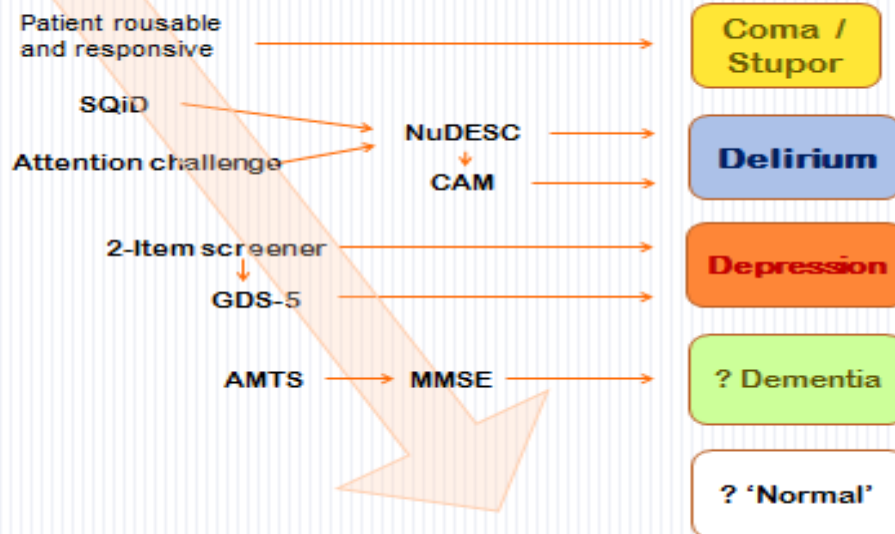 Patient rousable
and responsive
Coma /
Stupor
SQiD
NuDESC
Attention challenge
CAM
Delirium
2-Item screener
GDS-5
Depression
AMTS
MMSE
? Dementia
? ‘Normal’